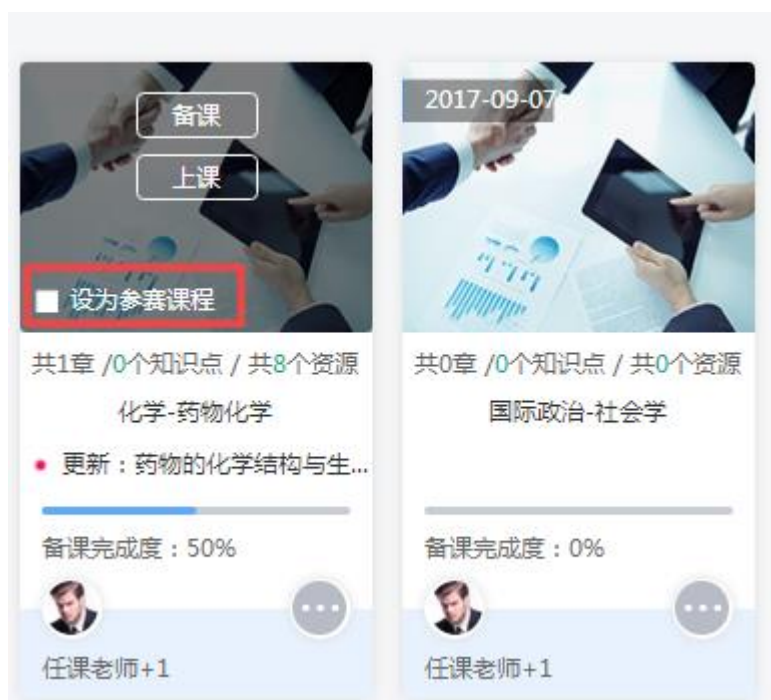 备课
上课
设为参赛课程
共1章 /0个知识点 / 共8个资源
化学-药物化学
更新：药物的化学结构与生...
备课完成度：50%
任课老师+1
2017-09-07
共0章 /0个知识点 / 共0个资源
国际政治-社会学
备课完成度：0%
任课老师+1